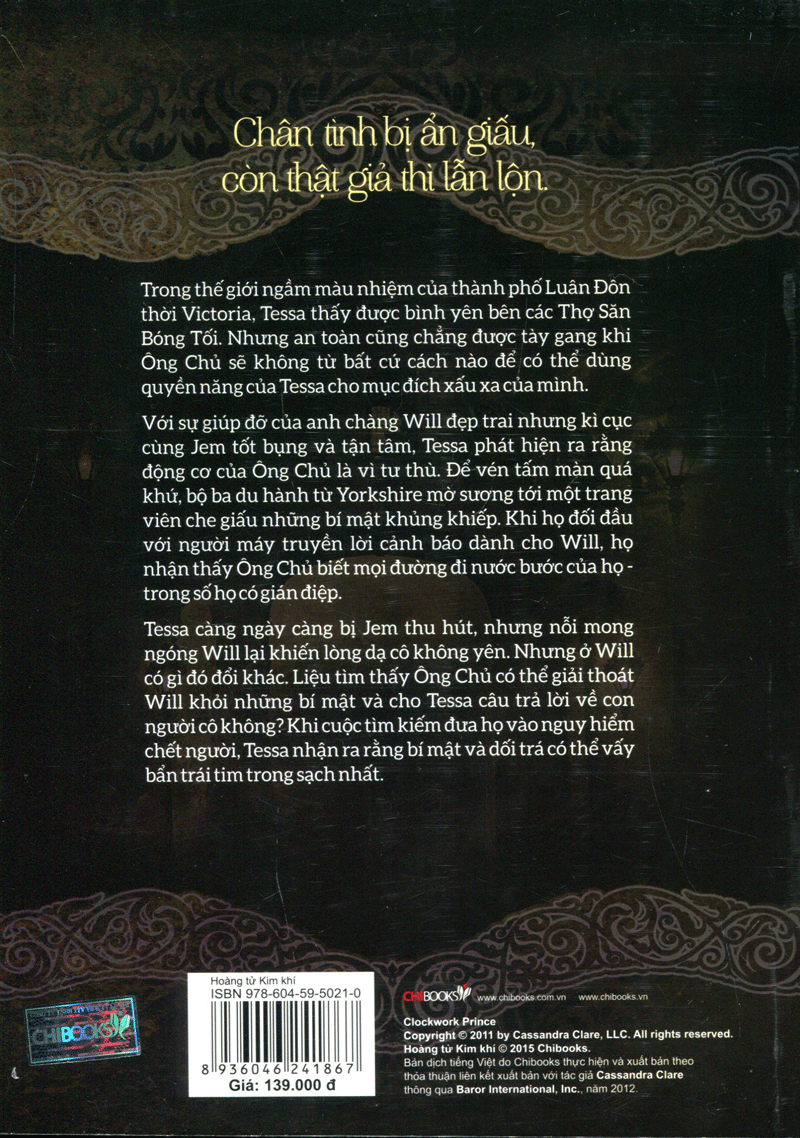 Chân tình bị ẩn giấu,
còn thật giả thì lẫn lộn.
Trong thế giới ngầm màu nhiệm của thành phố Luân Đôn
thời Victoria, Tessa thấy được bình yên bên các Thợ Săn
Bóng Tối. Nhưng an toàn cũng chẳng được tày gang khi
Ông Chủ sẽ không từ bất cứ cách nào để có thể dùng
quyền năng của Tessa cho mục đích xấu xa của mình.
Với sự giúp đỡ của anh chàng Will đẹp trai nhưng kì cục
cùng Jem tốt bụng và tận tâm, Tessa phát hiện ra rằng
động cơ của Ông Chủ là vì tư thù. Để vén tấm màn quá
khứ, bộ ba du hành từ Yorkshire mờ sương tới một trang
viên che giấu những bí mật khủng khiếp. Khi họ đối đầu
với người máy truyền lời cảnh báo dành cho Will, họ
nhận thấy Ông Chủ biết mọi đường đi nước bước của họ -
trong số họ có gián điệp.
Tessa càng ngày càng bị Jem thu hút, nhưng nỗi mong
ngóng Will lại khiến lòng dạ cô không yên. Nhưng ở Will
có gì đó đổi khác. Liệu tìm thấy Ông Chủ có thể giải thoát
Will khỏi những bí mật và cho Tessa câu trả lời về con
người cô không? Khi cuộc tìm kiếm đưa họ vào nguy hiểm
chết người, Tessa nhận ra rằng bí mật và dối trá có thể vấy
bẩn trái tim trong sạch nhất.
Hoàng tử Kim khí
ISBN 978-604-59-5021-0
8 936046 241867
Giá: 139.000 đ
CHIBOOKS
CHIBOOKS www.chibooks.com.vn www.chibooks.vn
Clockwork Prince
Copyright © 2011 by Cassandra Clare, LLC. All rights reserved.
Hoàng tử Kim khí © 2015 Chibooks.
Bản dịch tiếng Việt do Chibooks thực hiện và xuất bản theo
thỏa thuận liên kết xuất bản với tác giả Cassandra Clare
thông qua Baror International, Inc., năm 2012.